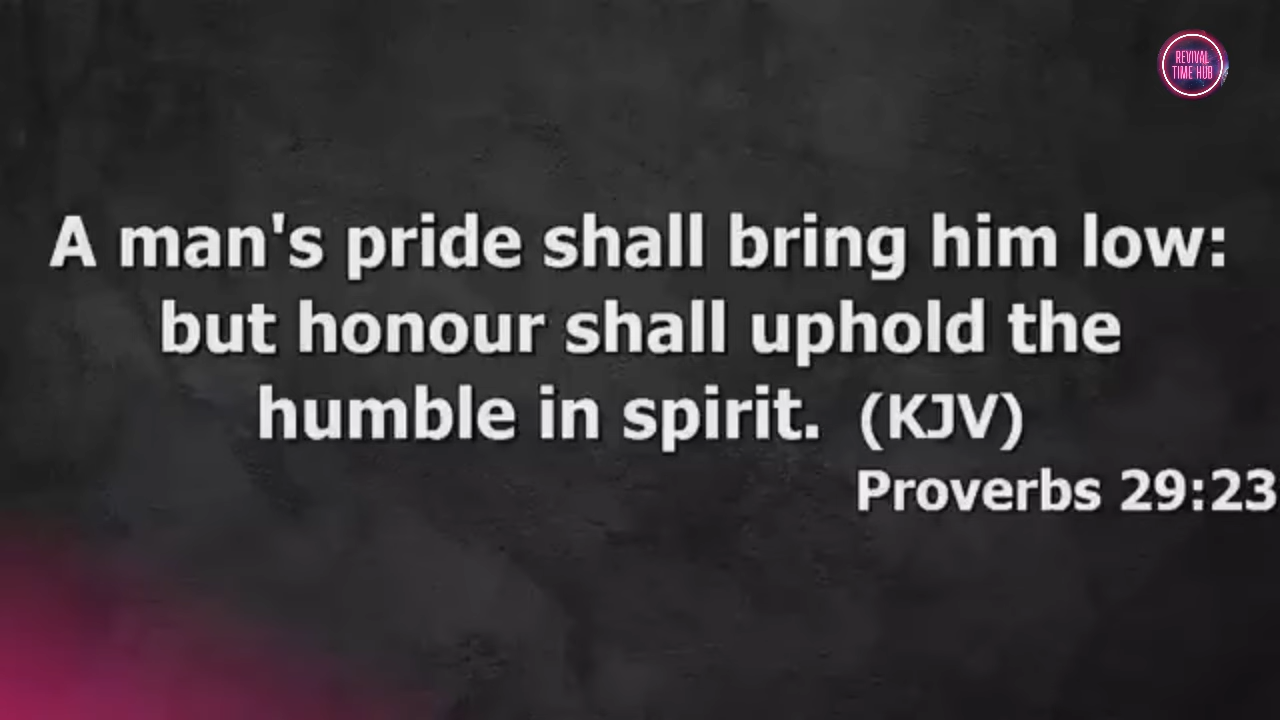 REVIVAL
TIME HUB
A man's pride shall bring him low:
but honour shall uphold the
humble in spirit. (KJV)
Proverbs 29:23